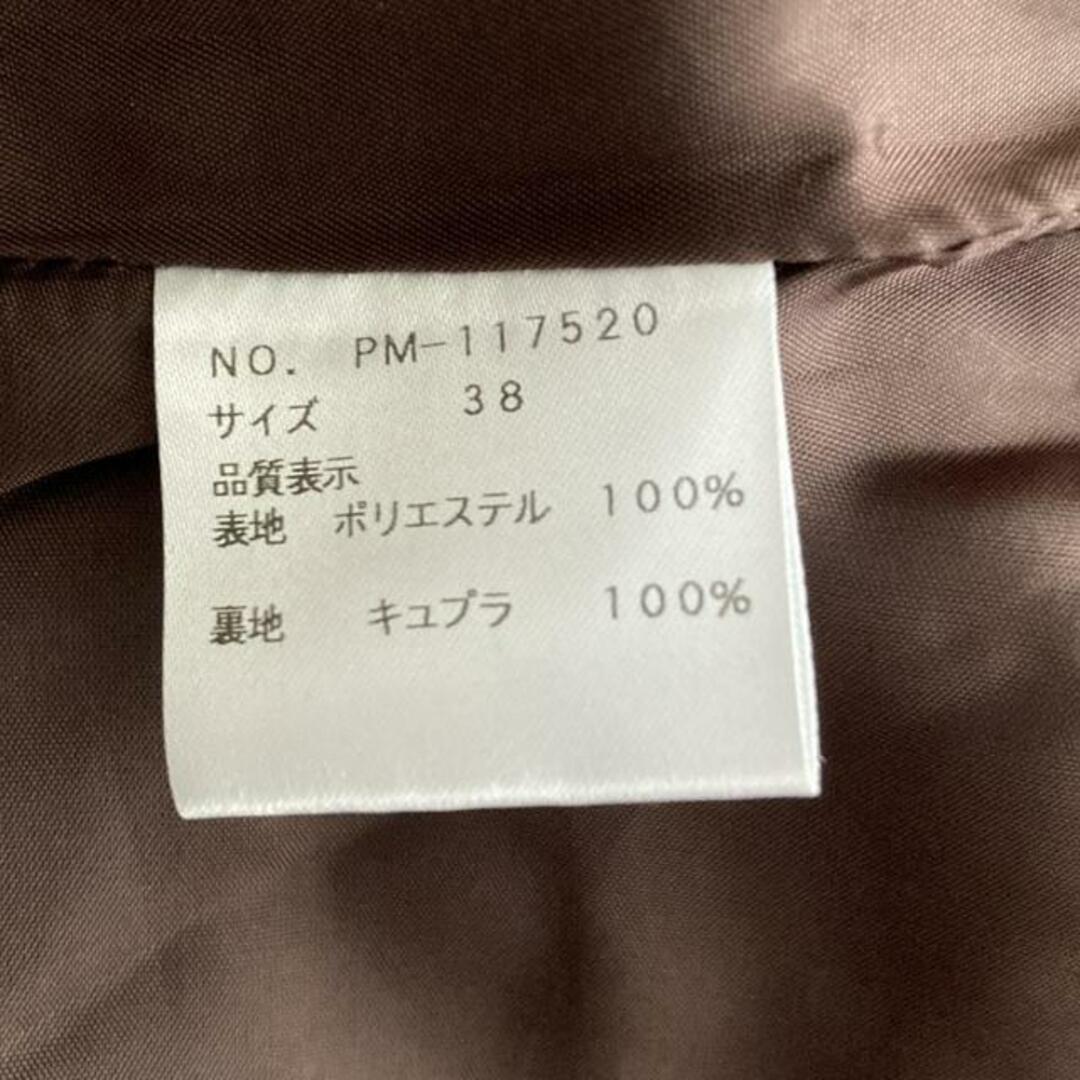 NO. PM-117520
サイズ 38
品質表示
表地 ポリエステル 100%
裏地 キュプラ 100%